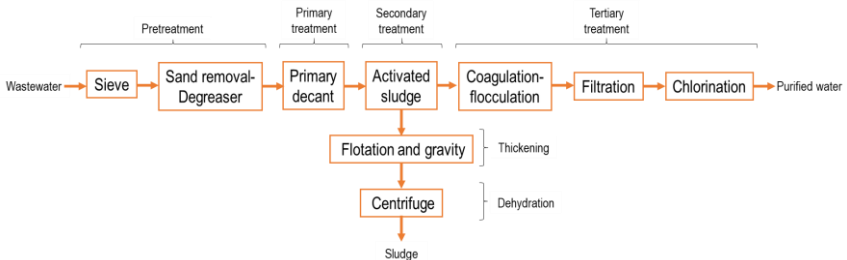 Pretreatment
Primary
treatment
Secondary
treatment
Tertiary
treatment
Wastewater
Sieve
Sand removal-
Degreaser
Primary
decant
Activated
sludge
Coagulation-
flocculation
Filtration
Chlorination
Purified water
Flotation and gravity
Thickening
Centrifuge
Dehydration
Sludge